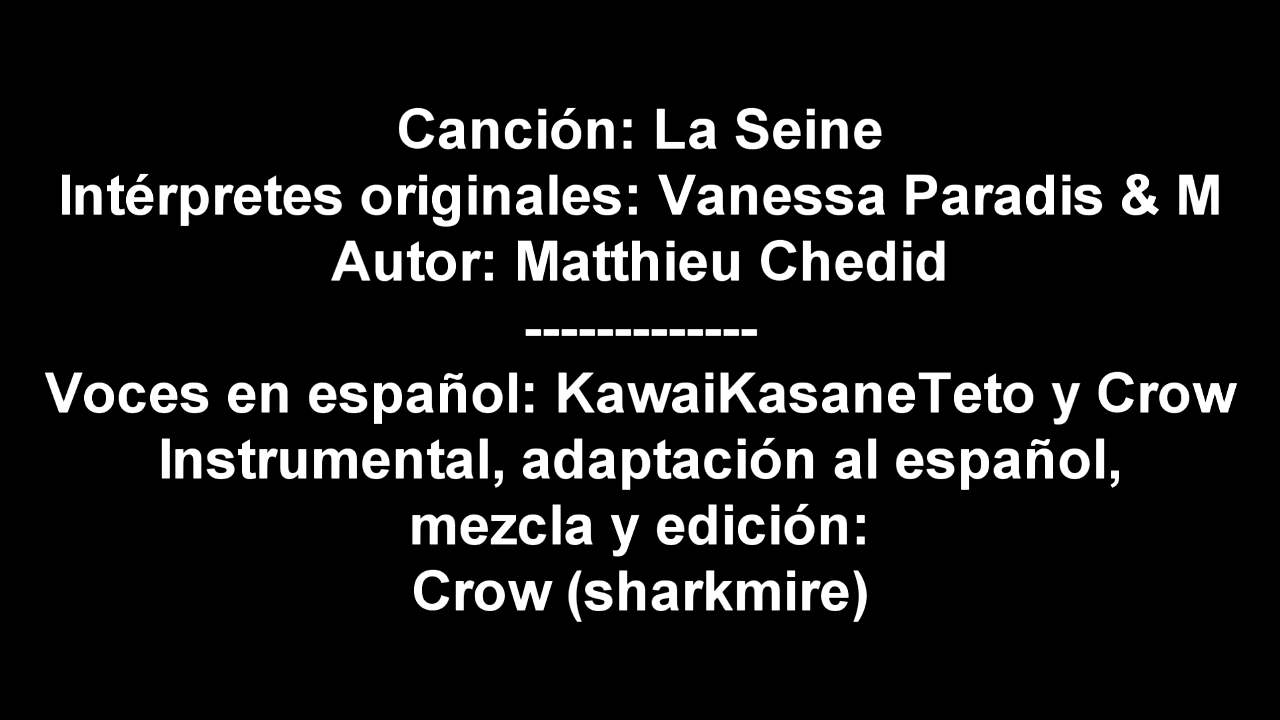 Canción: La Seine
Intérpretes originales: Vanessa Paradis & M
Autor: Matthieu Chedid
-------------
Voces en español: KawaiKasaneTeto y Crow
Instrumental, adaptación al español,
mezcla y edición:
Crow (sharkmire)